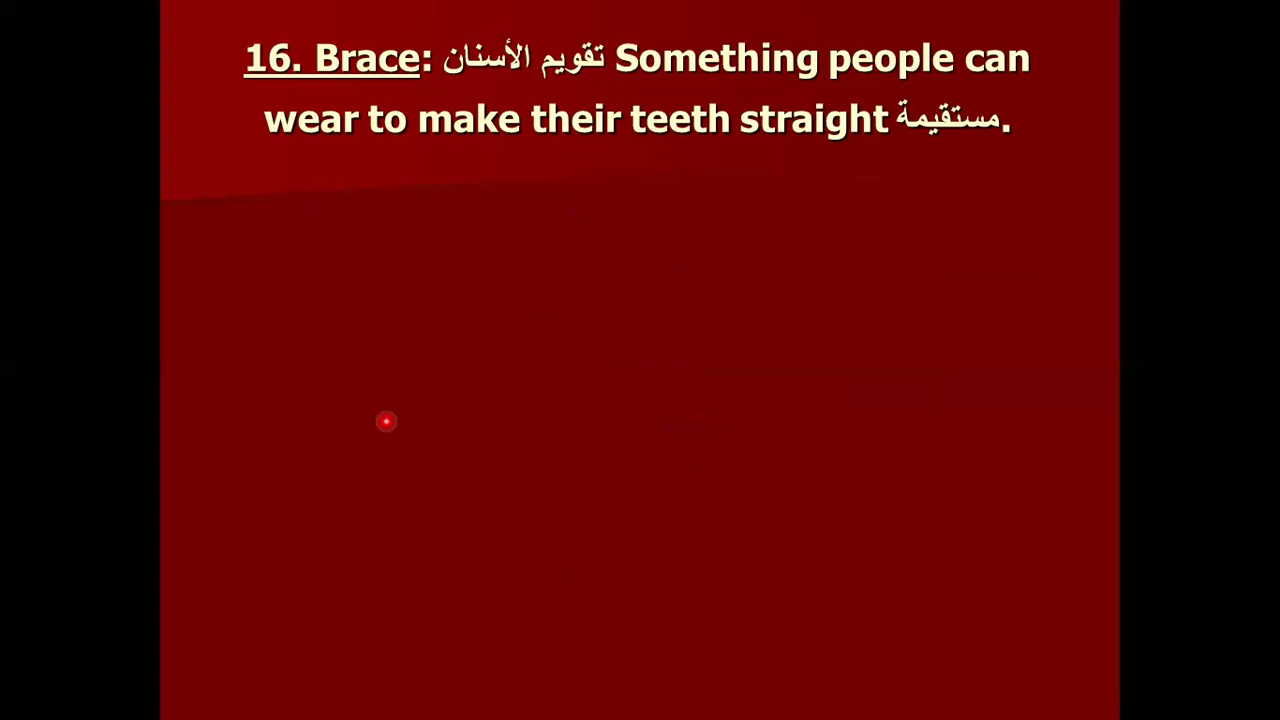 16. Brace: تقويم الأسنان Something people can
wear to make their teeth straight مستقيمة.